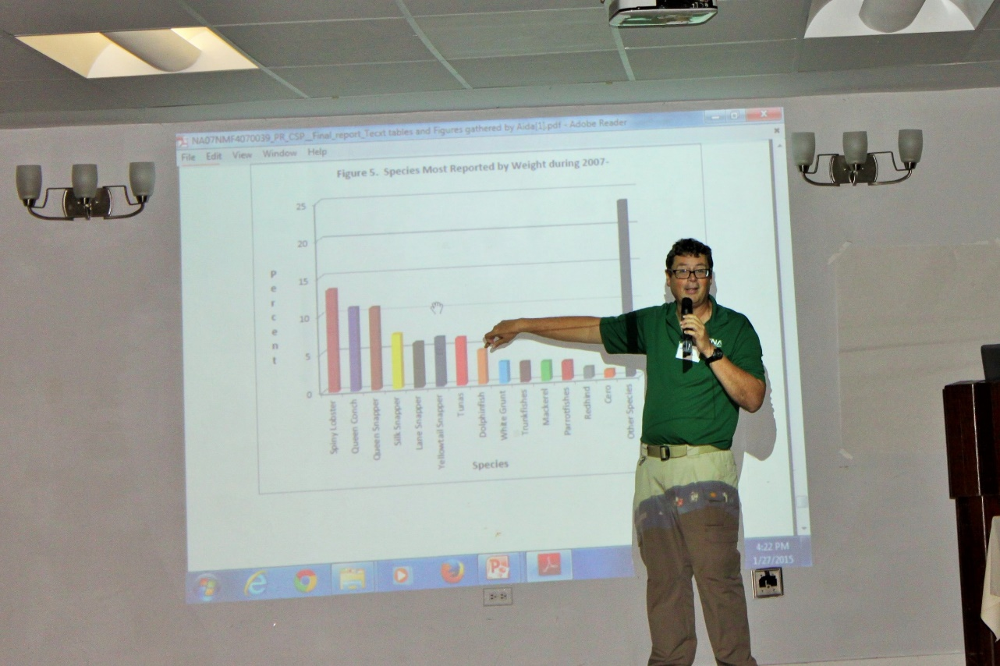 NA07NMF4070039_PR_CSP__Final_report_Tecxt tables and Figures gathered by Aida[1].pdf - Adobe Reader
File Edit View Window Help
Figure 5. Species Most Reported by Weight during 2007-
Percent
25
20
15
10
5
0
Spiny Lobster
Queen Conch
Queen Snapper
Silk Snapper
Lane Snapper
Yellowtail Snapper
Tunas
Dolphinfish
White Grunt
Trunkfishes
Mackerel
Parrotfishes
Redhind
Cero
Other Species
Species
4:22 PM
1/27/2015